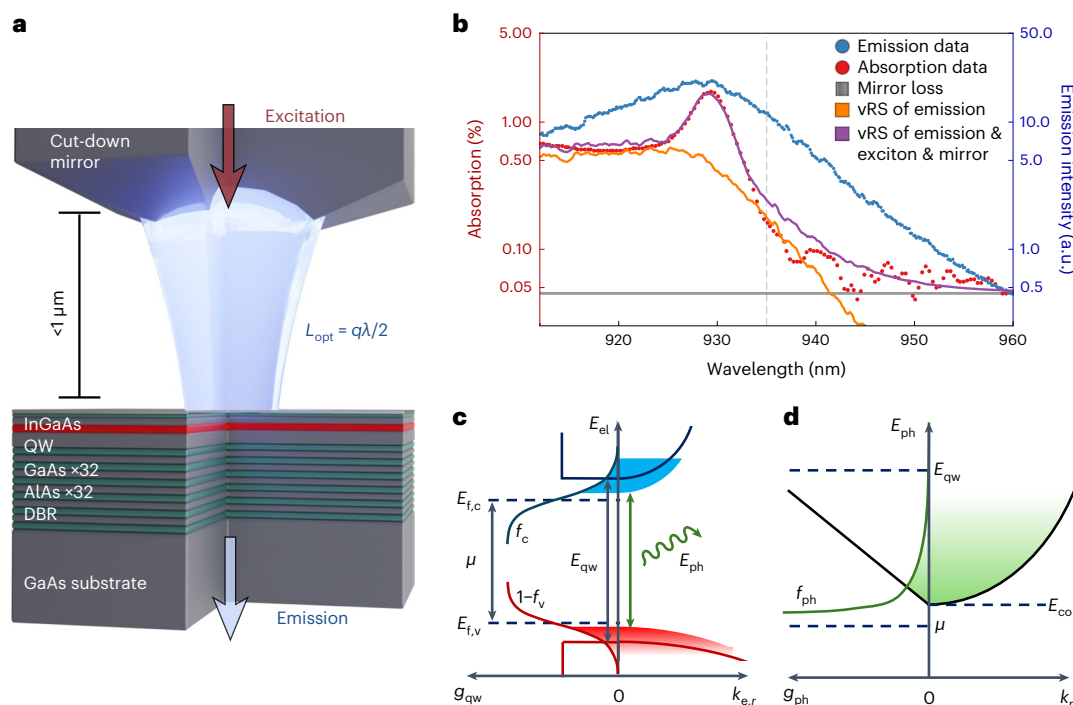 a
Excitation
Cut-down
mirror
<1 µm
L_opt = qλ/2
InGaAs
QW
GaAs ×32
AlAs ×32
DBR
GaAs substrate
Emission
b
5.00
1.00
0.50
0.10
0.05
Absorption (%)
50.0
10.0
5.0
1.0
0.5
Emission intensity (a.u.)
Emission data
Absorption data
Mirror loss
vRS of emission
vRS of emission &
exciton & mirror
920
930
940
950
960
Wavelength (nm)
c
E_el
E_f,c
f_c
µ
E_qw
E_ph
1−f_v
E_f,v
g_qw
0
k_e,r
d
E_ph
E_qw
f_ph
E_co
µ
g_ph
0
k_r